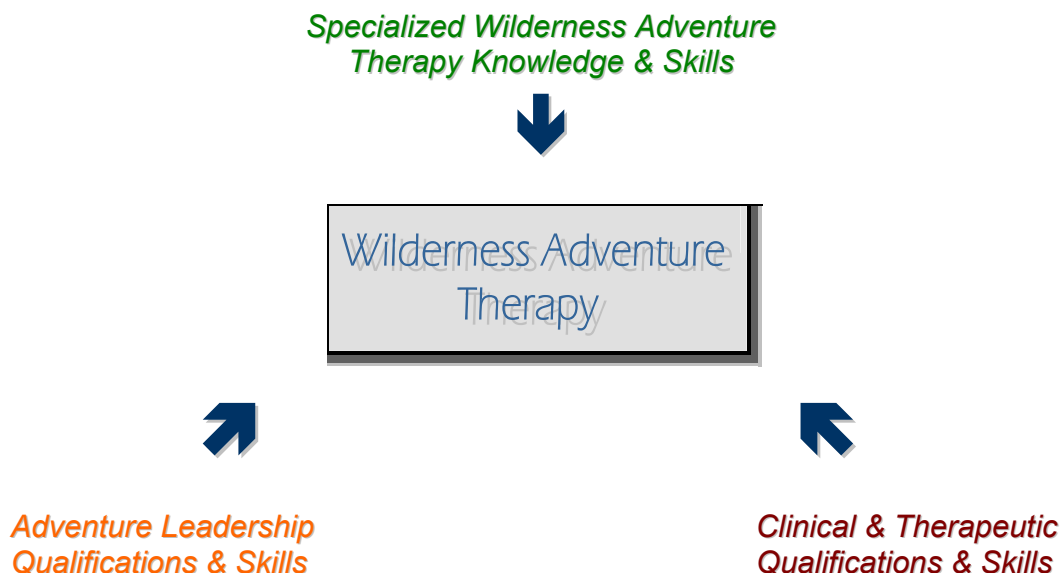 Specialized Wilderness Adventure
Therapy Knowledge & Skills
Wilderness Adventure
Therapy
Adventure Leadership
Qualifications & Skills
Clinical & Therapeutic
Qualifications & Skills